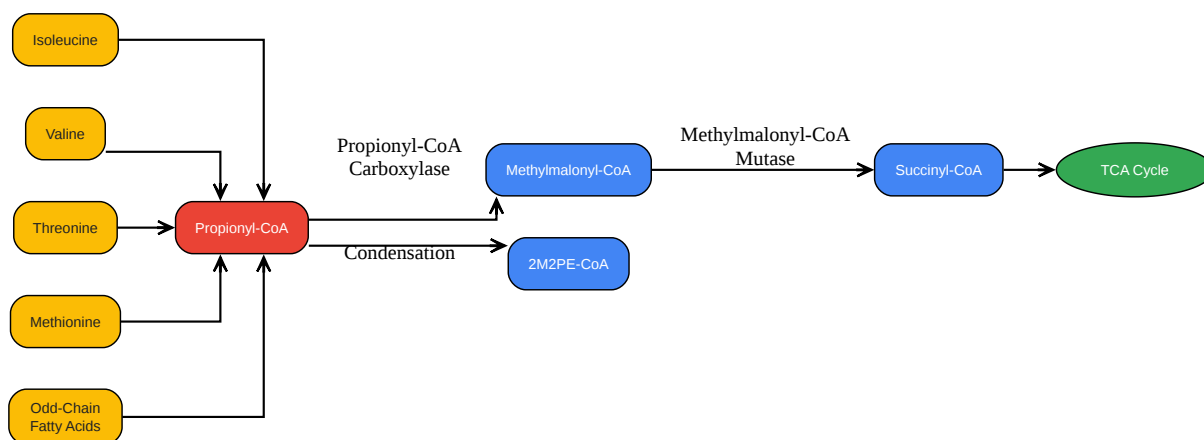 Isoleucine
Valine
Threonine
Methionine
Odd-Chain
Fatty Acids
Propionyl-CoA
Propionyl-CoA
Carboxylase
Condensation
Methylmalonyl-CoA
2M2PE-CoA
Methylmalonyl-CoA
Mutase
Succinyl-CoA
TCA Cycle